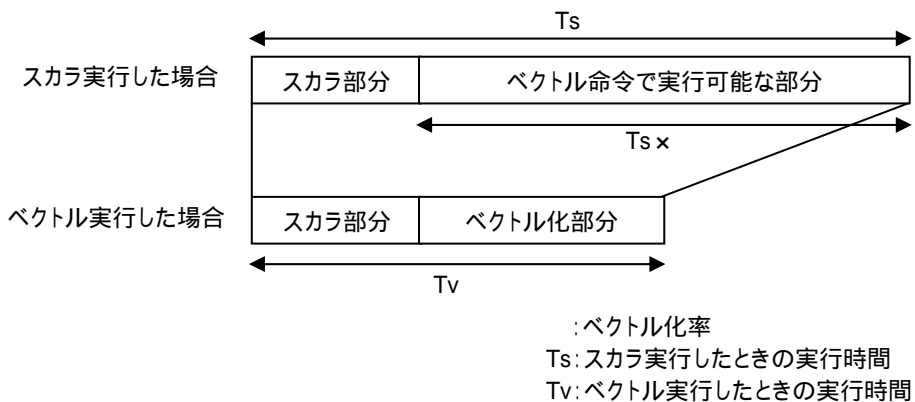 Ts
スカラ実行した場合
スカラ部分
ベクトル命令で実行可能な部分
Ts×
ベクトル実行した場合
スカラ部分
ベクトル化部分
Tv
:ベクトル化率
Ts:スカラ実行したときの実行時間
Tv:ベクトル実行したときの実行時間